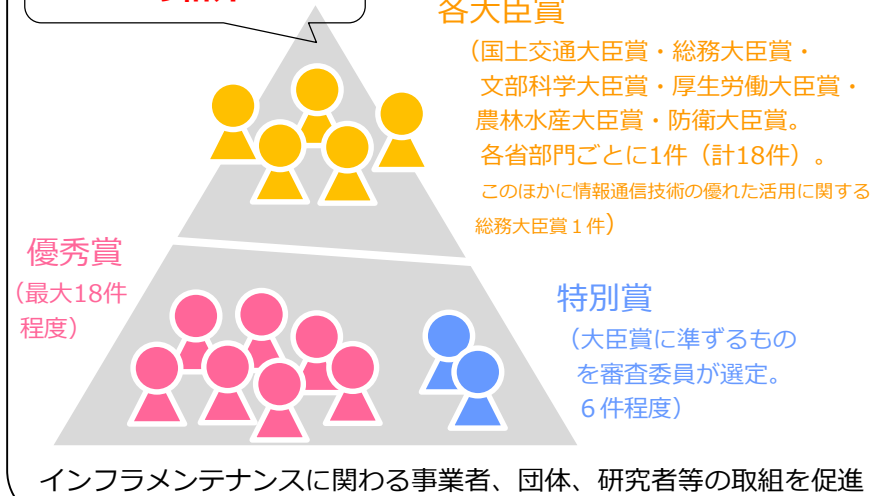 各大臣賞
（国土交通大臣賞・総務大臣賞・
文部科学大臣賞・厚生労働大臣賞・
農林水産大臣賞・防衛大臣賞。
各省部門ごとに1件（計18件）。
このほかに情報通信技術の優れた活用に関する
総務大臣賞１件）
優秀賞
（最大18件
程度）
特別賞
（大臣賞に準ずるもの
を審査委員が選定。
６件程度）
インフラメンテナンスに関わる事業者、団体、研究者等の取組を促進